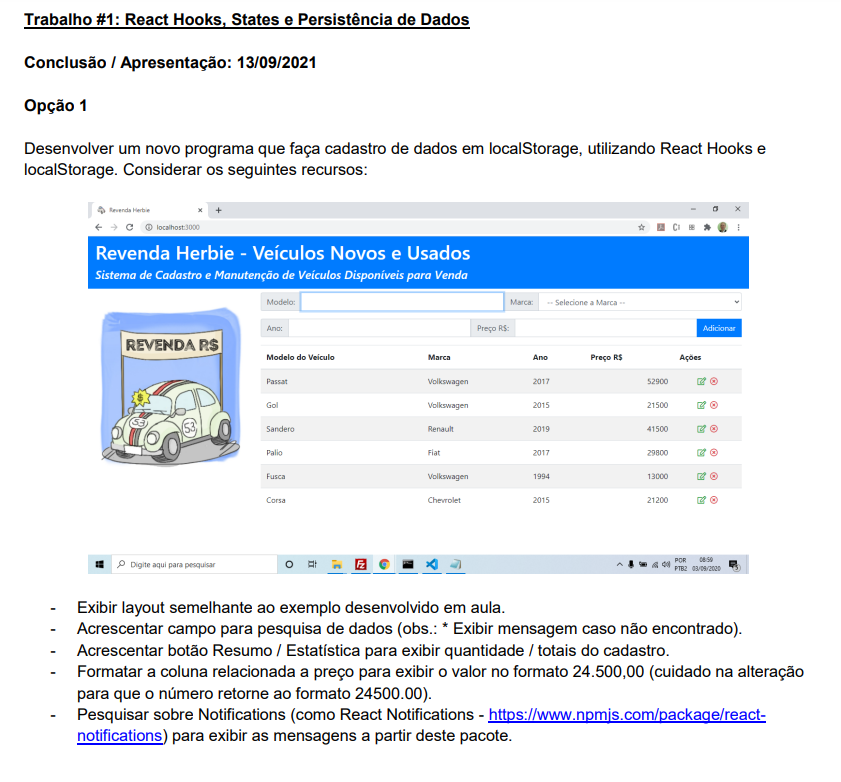 Trabalho #1: React Hooks, States e Persistência de Dados
Conclusão / Apresentação: 13/09/2021
Opção 1
Desenvolver um novo programa que faça cadastro de dados em localStorage, utilizando React Hooks e
localStorage. Considerar os seguintes recursos:
Revenda Herbie
localhost:3000
Revenda Herbie - Veículos Novos e Usados
Sistema de Cadastro e Manutenção de Veículos Disponíveis para Venda
Modelo: Marca: -- Selecione a Marca --
Ano: Preço R$: Adicionar
REVENDA R$
$
53
53
Modelo do Veículo Marca Ano Preço R$ Ações
Passat Volkswagen 2017 52900
Gol Volkswagen 2015 21500
Sandero Renault 2019 41500
Palio Fiat 2017 29800
Fusca Volkswagen 1994 13000
Corsa Chevrolet 2015 21200
Digite aqui para pesquisar
POR 08:59
PTB2 03/09/2020
- Exibir layout semelhante ao exemplo desenvolvido em aula.
- Acrescentar campo para pesquisa de dados (obs.: * Exibir mensagem caso não encontrado).
- Acrescentar botão Resumo / Estatística para exibir quantidade / totais do cadastro.
- Formatar a coluna relacionada a preço para exibir o valor no formato 24.500,00 (cuidado na alteração
para que o número retorne ao formato 24500.00).
- Pesquisar sobre Notifications (como React Notifications - https://www.npmjs.com/package/react-
notifications) para exibir as mensagens a partir deste pacote.